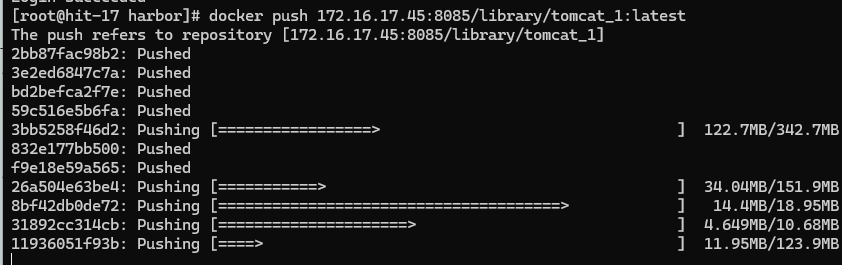 Login Succeeded
[root@hit-17 harbor]# docker push 172.16.17.45:8085/library/tomcat_1:latest
The push refers to repository [172.16.17.45:8085/library/tomcat_1]
2bb87fac98b2: Pushed
3e2ed6847c7a: Pushed
bd2befca2f7e: Pushed
59c516e5b6fa: Pushed
3bb5258f46d2: Pushing [=================>                                 ]  122.7MB/342.7MB
832e177bb500: Pushed
f9e18e59a565: Pushed
26a504e63be4: Pushing [===========>                                       ]  34.04MB/151.9MB
8bf42db0de72: Pushing [======================================>            ]   14.4MB/18.95MB
31892cc314cb: Pushing [=====================>                             ]  4.649MB/10.68MB
11936051f93b: Pushing [====>                                              ]  11.95MB/123.9MB